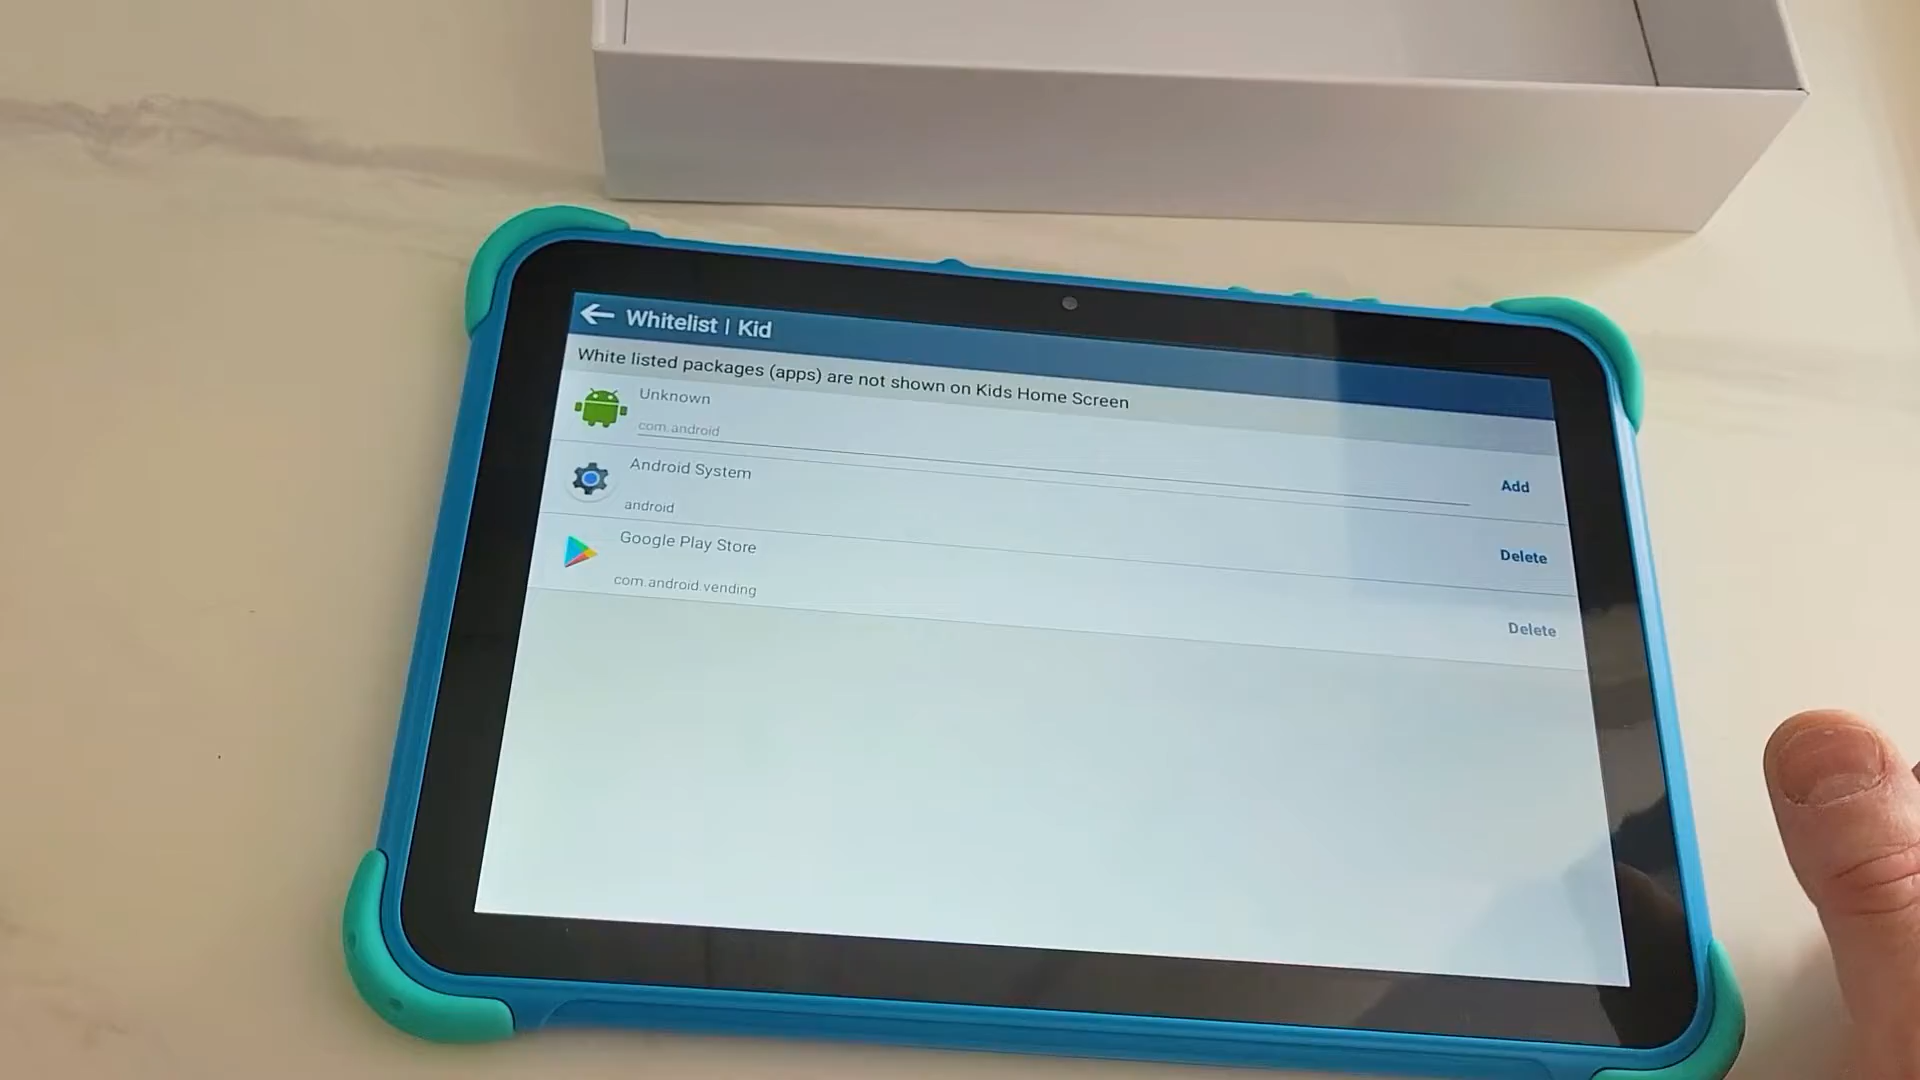 Whitelist | Kid
White listed packages (apps) are not shown on Kids Home Screen
Unknown
com.android
Add
Android System
android
Delete
Google Play Store
com.android.vending
Delete